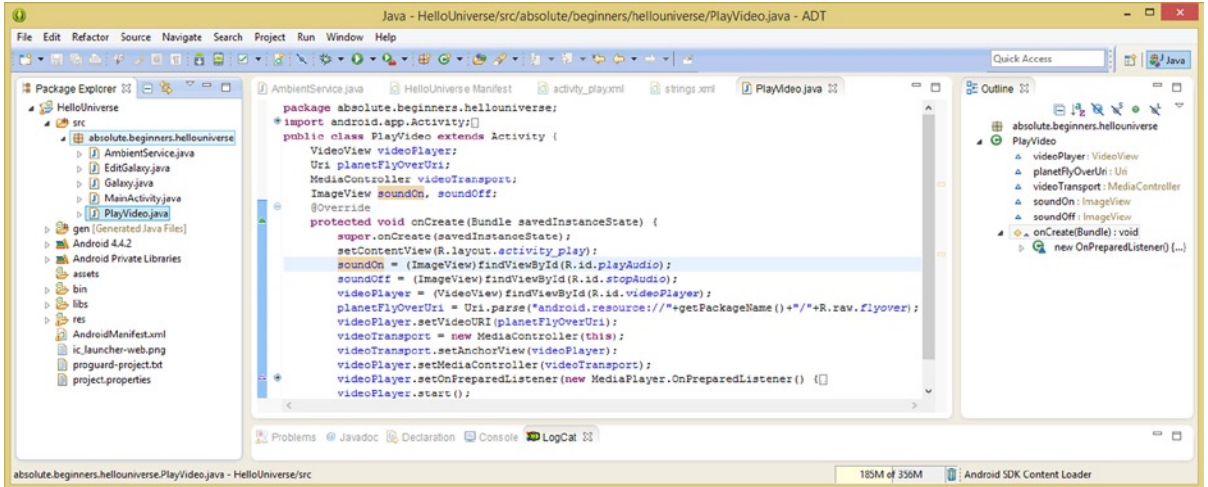 Java - HelloUniverse/src/absolute/beginners/hellouniverse/PlayVideo.java - ADT
File Edit Refactor Source Navigate Search Project Run Window Help
Quick Access
Java
Package Explorer
HelloUniverse
src
absolute.beginners.hellouniverse
AmbientService.java
EditGalaxy.java
Galaxy.java
MainActivity.java
PlayVideo.java
gen [Generated Java Files]
Android 4.4.2
Android Private Libraries
assets
bin
libs
res
AndroidManifest.xml
ic_launcher-web.png
proguard-project.txt
project.properties
AmbientService.java HelloUniverse Manifest activity_play.xml strings.xml PlayVideo.java
package absolute.beginners.hellouniverse;
import android.app.Activity;
public class PlayVideo extends Activity {
VideoView videoPlayer;
Uri planetFlyOverUri;
MediaController videoTransport;
ImageView soundOn, soundOff;
@Override
protected void onCreate(Bundle savedInstanceState) {
super.onCreate(savedInstanceState);
setContentView(R.layout.activity_play);
soundOn = (ImageView)findViewById(R.id.playAudio);
soundOff = (ImageView)findViewById(R.id.stopAudio);
videoPlayer = (VideoView)findViewById(R.id.videoPlayer);
planetFlyOverUri = Uri.parse("android.resource://"+getPackageName()+"/"+R.raw.flyover);
videoPlayer.setVideoURI(planetFlyOverUri);
videoTransport = new MediaController(this);
videoTransport.setAnchorView(videoPlayer);
videoPlayer.setMediaController(videoTransport);
videoPlayer.setOnPreparedListener(new MediaPlayer.OnPreparedListener() {
videoPlayer.start();
Outline
absolute.beginners.hellouniverse
PlayVideo
videoPlayer : VideoView
planetFlyOverUri : Uri
videoTransport : MediaController
soundOn : ImageView
soundOff : ImageView
onCreate(Bundle) : void
new OnPreparedListener() {...}
Problems @ Javadoc Declaration Console LogCat
absolute.beginners.hellouniverse.PlayVideo.java - HelloUniverse/src
185M of 356M
Android SDK Content Loader